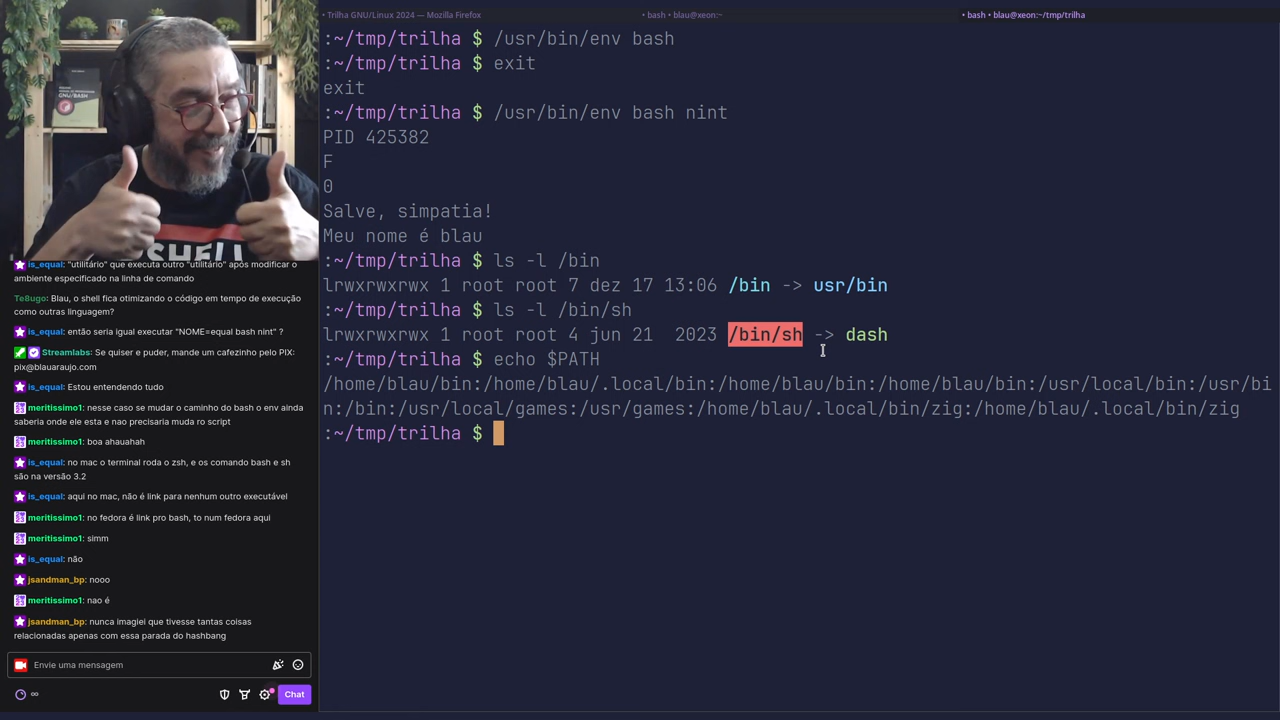 • Trilha GNU/Linux 2024 — Mozilla Firefox
• bash • blau@xeon:~
• bash • blau@xeon:~/tmp/trilha
:~/tmp/trilha $ /usr/bin/env bash
:~/tmp/trilha $ exit
exit
:~/tmp/trilha $ /usr/bin/env bash nint
PID 425382
F
0
Salve, simpatia!
Meu nome é blau
:~/tmp/trilha $ ls -l /bin
lrwxrwxrwx 1 root root 7 dez 17 13:06 /bin -> usr/bin
:~/tmp/trilha $ ls -l /bin/sh
lrwxrwxrwx 1 root root 4 jun 21  2023 /bin/sh -> dash
:~/tmp/trilha $ echo $PATH
/home/blau/bin:/home/blau/.local/bin:/home/blau/bin:/home/blau/bin:/usr/local/bin:/usr/bi
n:/bin:/usr/local/games:/usr/games:/home/blau/.local/bin/zig:/home/blau/.local/bin/zig
:~/tmp/trilha $
GNU/BASH
SHELL
is_equal: "utilitário" que executa outro "utilitário" após modificar o
ambiente especificado na linha de comando
Te8ugo: Blau, o shell fica otimizando o código em tempo de execução
como outras linguagem?
is_equal: então seria igual executar "NOME=equal bash nint" ?
Streamlabs: Se quiser e puder, mande um cafezinho pelo PIX:
pix@blauaraujo.com
is_equal: Estou entendendo tudo
meritissimo1: nesse caso se mudar o caminho do bash o env ainda
saberia onde ele esta e nao precisaria muda ro script
meritissimo1: boa ahauahah
is_equal: no mac o terminal roda o zsh, e os comando bash e sh
são na versão 3.2
is_equal: aqui no mac, não é link para nenhum outro executável
meritissimo1: no fedora é link pro bash, to num fedora aqui
meritissimo1: simm
is_equal: não
jsandman_bp: nooo
meritissimo1: nao é
jsandman_bp: nunca imagiei que tivesse tantas coisas
relacionadas apenas com essa parada do hashbang
Envie uma mensagem
∞
Chat